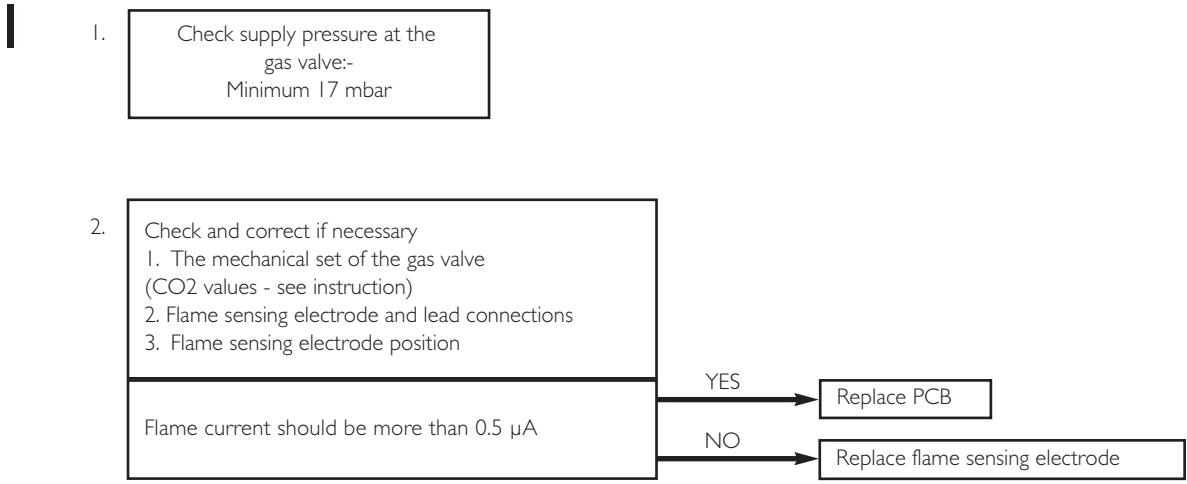 1. Check supply pressure at the
gas valve:-
Minimum 17 mbar
2. Check and correct if necessary
1. The mechanical set of the gas valve
(CO2 values - see instruction)
2. Flame sensing electrode and lead connections
3. Flame sensing electrode position
YES
Replace PCB
Flame current should be more than 0.5 µA
NO
Replace flame sensing electrode